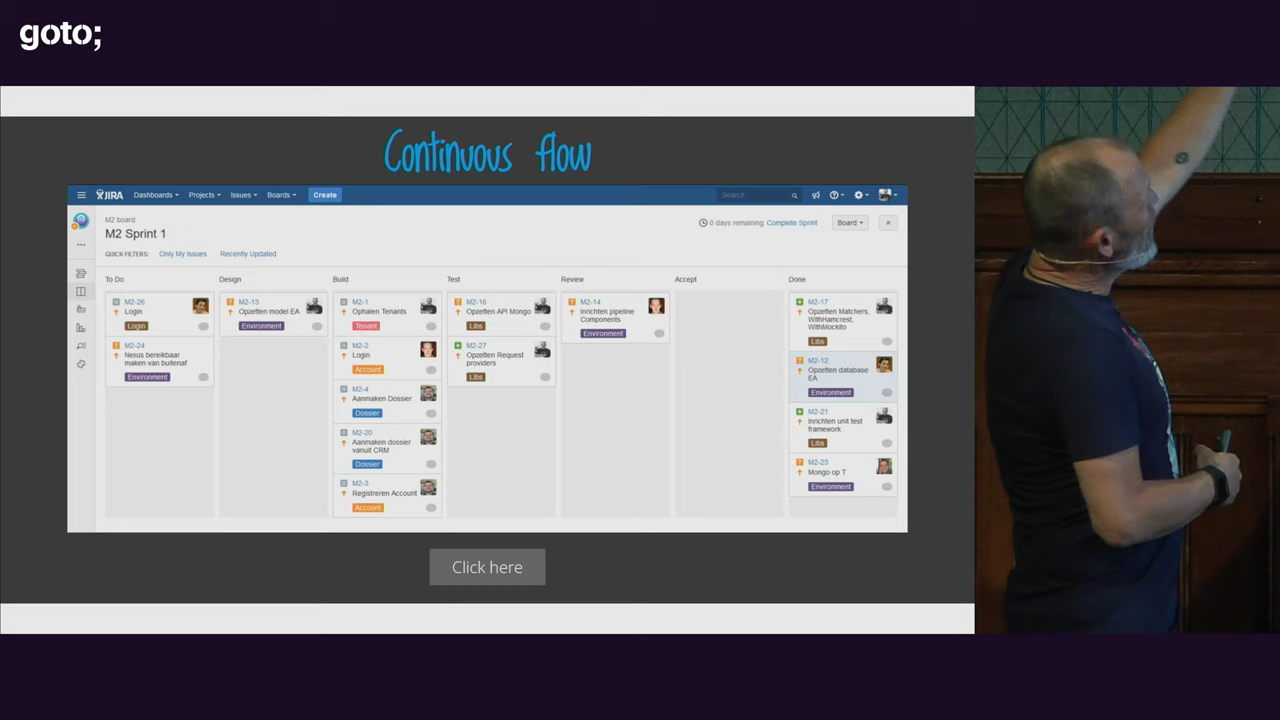 goto;
Continuous flow
JIRA Dashboards Projects Issues Boards Create Search
M2 board
M2 Sprint 1
0 days remaining Complete Sprint Board
QUICK FILTERS: Only My Issues Recently Updated
To Do
M2-26
Login
Login
M2-24
Nexus bereikbaar
maken van buitenaf
Environment
Design
M2-13
Opzetten model EA
Environment
Build
M2-1
Ophalen Tenants
Tenant
M2-2
Login
Account
M2-4
Aanmaken Dossier
Dossier
M2-20
Aanmaken dossier
vanuit CRM
Dossier
M2-3
Registreren Account
Account
Test
M2-16
Opzetten API Mongo
Libs
M2-27
Opzetten Request
providers
Libs
Review
M2-14
Inrichten pipeline
Components
Environment
Accept
Done
M2-17
Opzetten Matchers,
WithHamcrest,
WithMockito
Libs
M2-12
Opzetten database
EA
Environment
M2-21
Inrichten unit test
framework
Libs
M2-23
Mongo op T
Environment
Click here